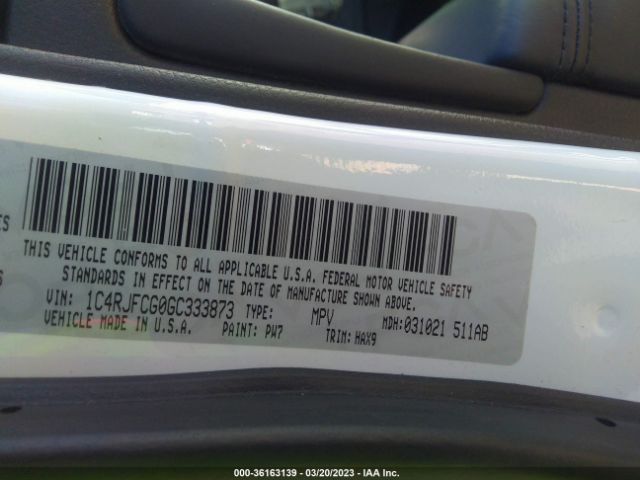 ES
THIS VEHICLE CONFORMS TO ALL APPLICABLE U.S.A. FEDERAL MOTOR VEHICLE SAFETY
STANDARDS IN EFFECT ON THE DATE OF MANUFACTURE SHOWN ABOVE.
S
VIN: 1C4RJFCG0GC333873 TYPE: MPV MDH:031021 511AB
VEHICLE MADE IN U.S.A. PAINT: PW7 TRIM: HAX9
000-36163139 - 03/20/2023 - IAA Inc.